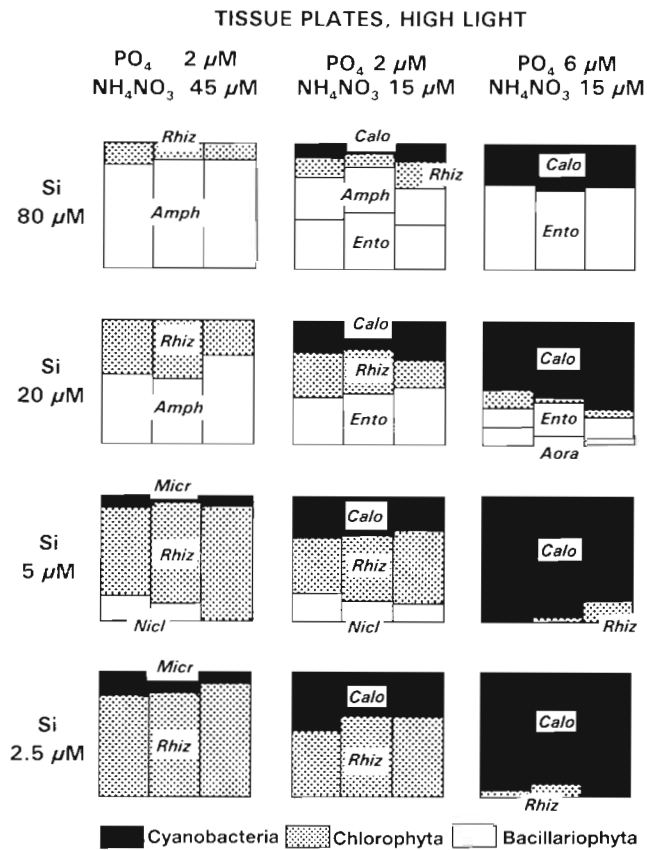 TISSUE PLATES, HIGH LIGHT
PO₄ 2 μM
NH₄NO₃ 45 μM
PO₄ 2 μM
NH₄NO₃ 15 μM
PO₄ 6 μM
NH₄NO₃ 15 μM
Si
80 μM
Rhiz
Amph
Calo
Rhiz
Amph
Ento
Calo
Ento
Si
20 μM
Rhiz
Amph
Calo
Rhiz
Ento
Calo
Ento
Aora
Si
5 μM
Micr
Rhiz
Nicl
Calo
Rhiz
Nicl
Calo
Rhiz
Si
2.5 μM
Micr
Rhiz
Calo
Rhiz
Calo
Rhiz
Cyanobacteria Chlorophyta Bacillariophyta